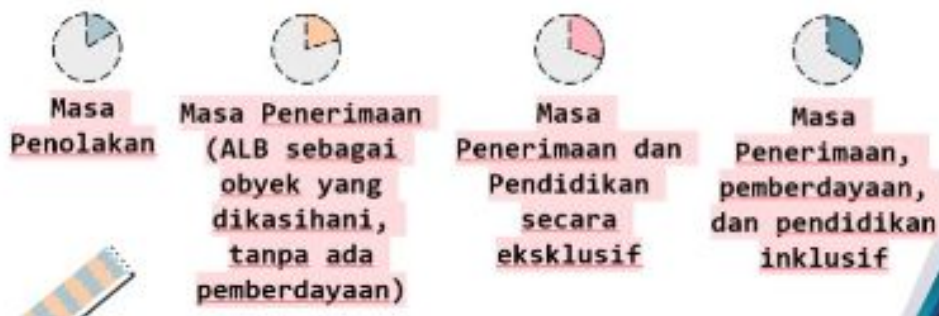 Masa
Penolakan
Masa Penerimaan
(ALB sebagai
obyek yang
dikasihani,
tanpa ada
pemberdayaan)
Masa
Penerimaan dan
Pendidikan
secara
eksklusif
Masa
Penerimaan,
pemberdayaan,
dan pendidikan
inklusif